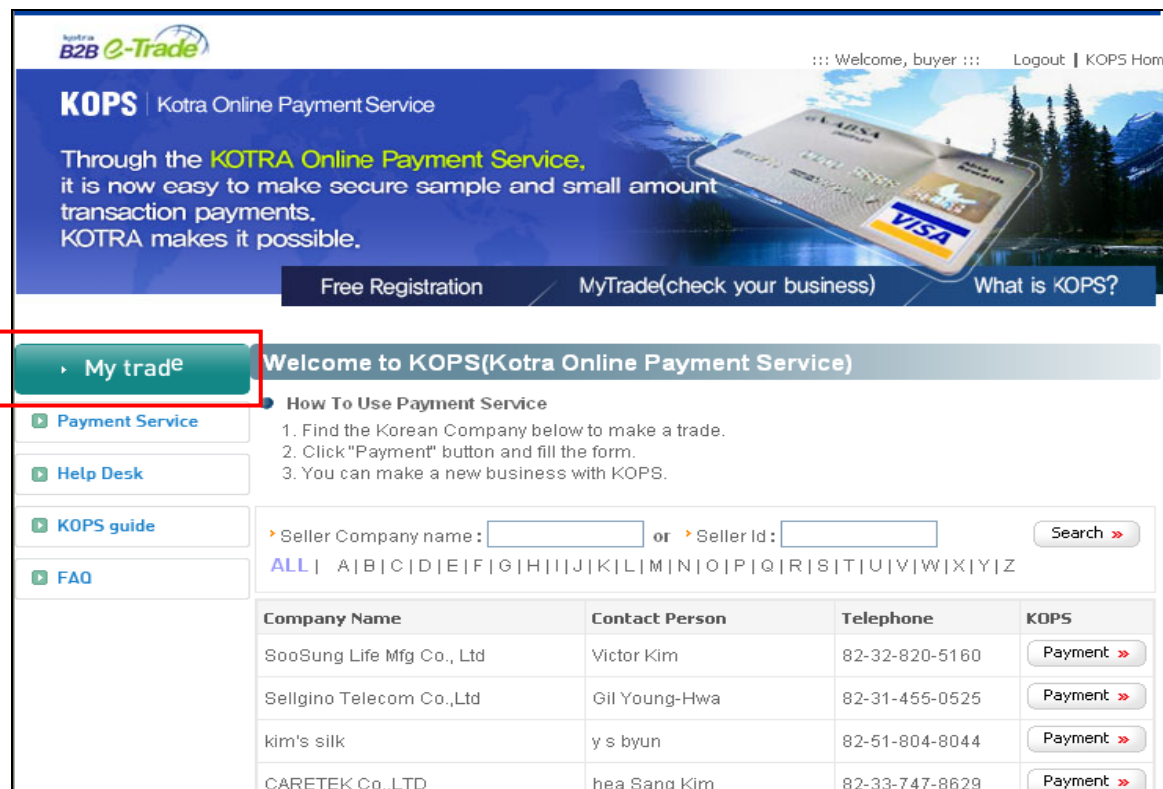 kotra
B2B e-Trade
::: Welcome, buyer ::: Logout | KOPS Hom
KOPS | Kotra Online Payment Service
Through the KOTRA Online Payment Service,
it is now easy to make secure sample and small amount
transaction payments.
KOTRA makes it possible.
ABSA
Absa
Rewards
VISA
Free Registration MyTrade(check your business) What is KOPS?
My trade
Payment Service
Help Desk
KOPS guide
FAQ
Welcome to KOPS(Kotra Online Payment Service)
How To Use Payment Service
1. Find the Korean Company below to make a trade.
2. Click "Payment" button and fill the form.
3. You can make a new business with KOPS.
Seller Company name : or Seller Id : Search »
ALL | A|B|C|D|E|F|G|H|I|J|K|L|M|N|O|P|Q|R|S|T|U|V|W|X|Y|Z
Company Name Contact Person Telephone KOPS
SooSung Life Mfg Co., Ltd Victor Kim 82-32-820-5160 Payment »
Sellgino Telecom Co.,Ltd Gil Young-Hwa 82-31-455-0525 Payment »
kim's silk y s byun 82-51-804-8044 Payment »
CARETEK Co.,LTD hea Sang Kim 82-33-747-8629 Payment »